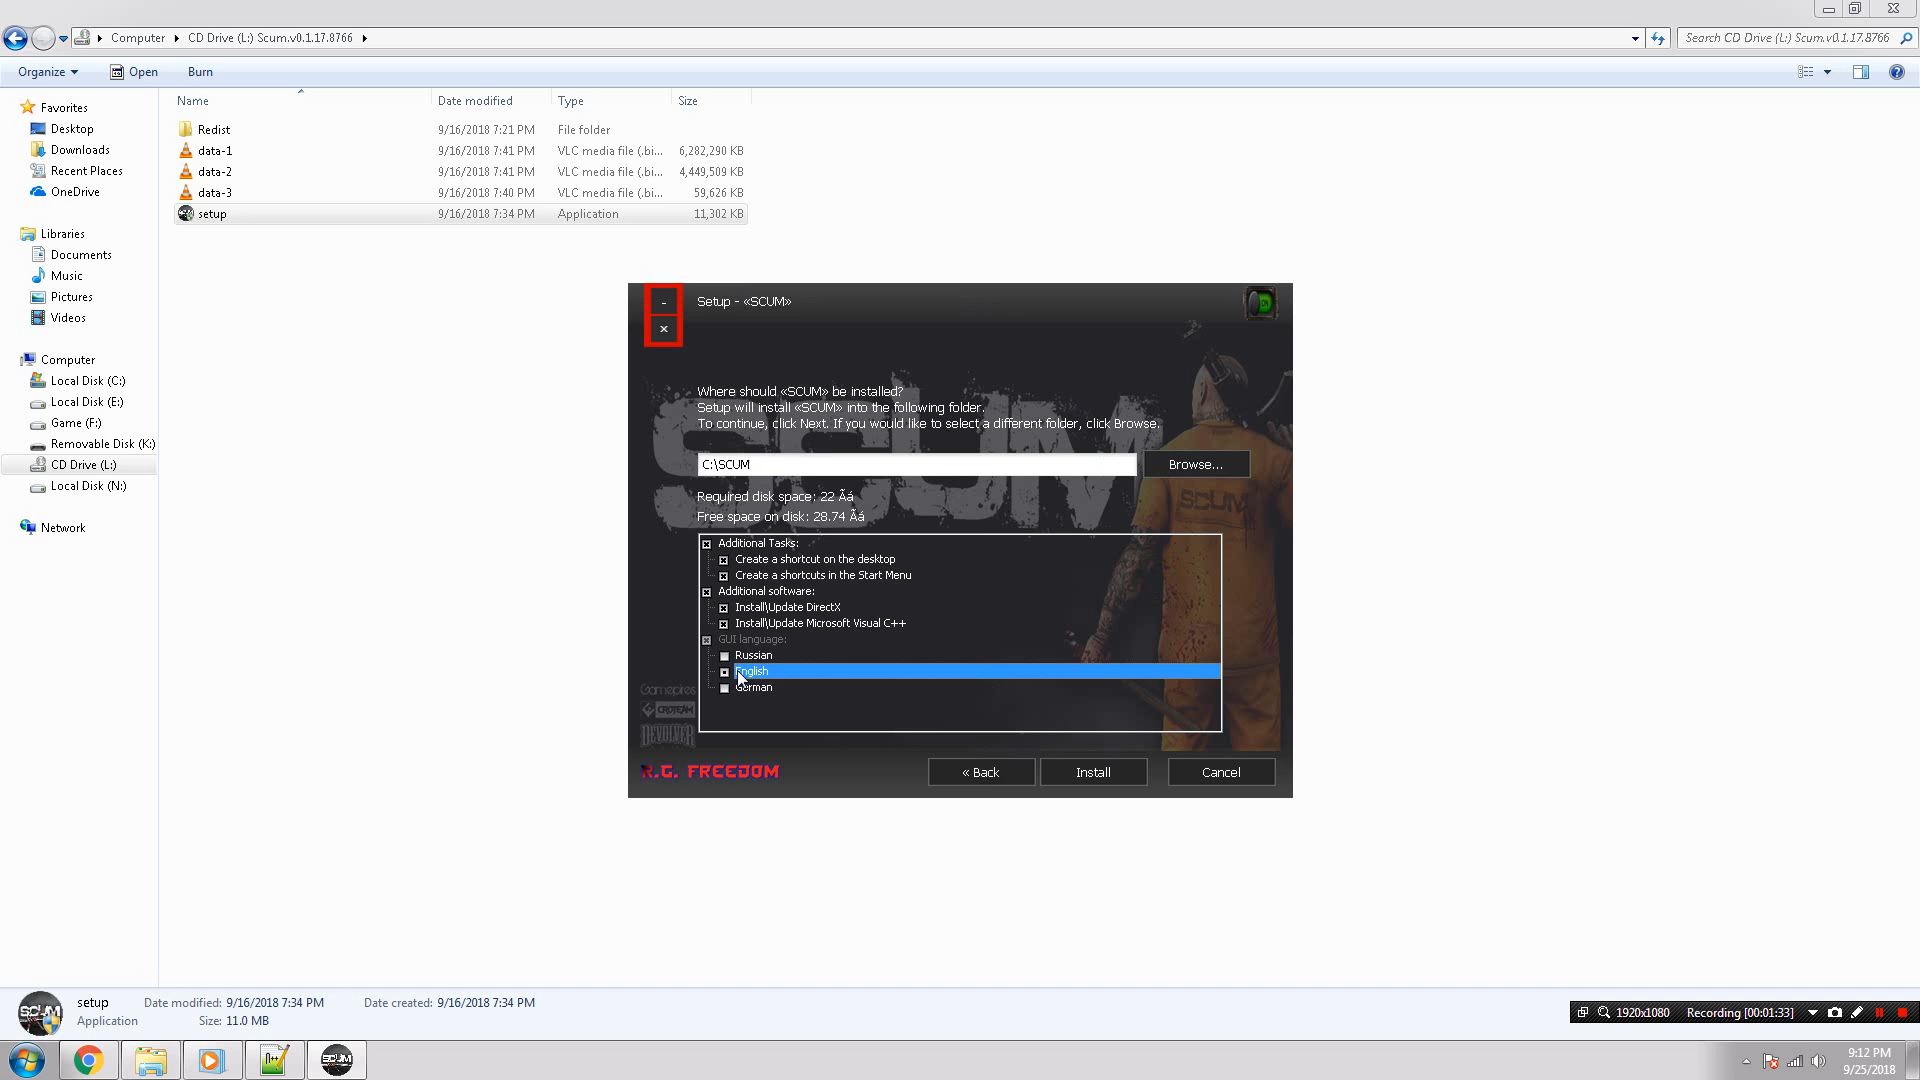 Computer ▸ CD Drive (L:) Scum.v0.1.17.8766 ▸
Search CD Drive (L:) Scum.v0.1.17.8766
Organize
Open
Burn
Favorites
Desktop
Downloads
Recent Places
OneDrive
Libraries
Documents
Music
Pictures
Videos
Computer
Local Disk (C:)
Local Disk (E:)
Game (F:)
Removable Disk (K:)
CD Drive (L:)
Local Disk (N:)
Network
Name Date modified Type Size
Redist 9/16/2018 7:21 PM File folder
data-1 9/16/2018 7:41 PM VLC media file (.bi... 6,282,290 KB
data-2 9/16/2018 7:41 PM VLC media file (.bi... 4,449,509 KB
data-3 9/16/2018 7:40 PM VLC media file (.bi... 59,626 KB
setup 9/16/2018 7:34 PM Application 11,302 KB
- Setup - «SCUM»
x
ON
SCUM
SCUM
Where should «SCUM» be installed?
Setup will install «SCUM» into the following folder.
To continue, click Next. If you would like to select a different folder, click Browse.
C:\SCUM
Browse...
Required disk space: 22 Ãá
Free space on disk: 28.74 Ãá
Additional Tasks:
Create a shortcut on the desktop
Create a shortcuts in the Start Menu
Additional software:
Install\Update DirectX
Install\Update Microsoft Visual C++
GUI language:
Russian
English
German
Gamepires
CROTEAM
DEVOLVER
R.G. FREEDOM
« Back
Install
Cancel
SCUM
setup Date modified: 9/16/2018 7:34 PM Date created: 9/16/2018 7:34 PM
Application Size: 11.0 MB
1920x1080 Recording [00:01:33]
SCUM
9:12 PM
9/25/2018